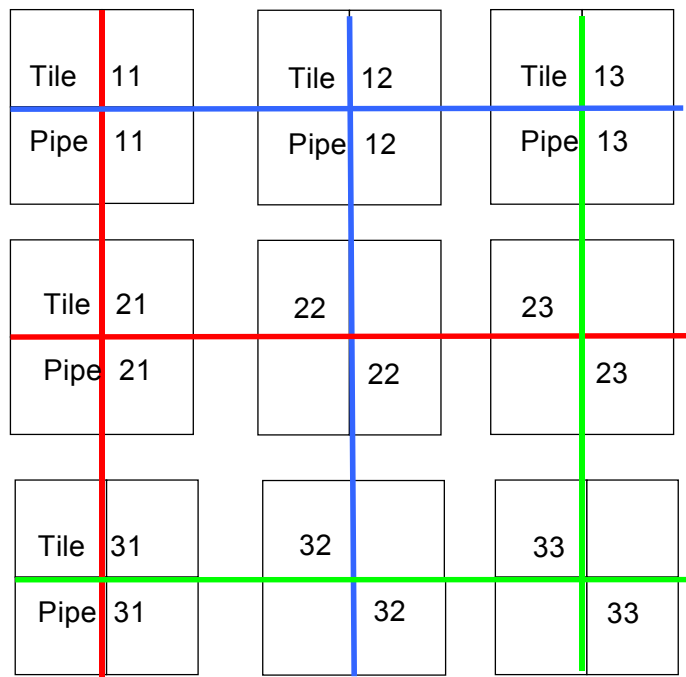 Tile 11 Tile 12 Tile 13
Pipe 11 Pipe 12 Pipe 13
Tile 21 22 23
Pipe 21 22 23
Tile 31 32 33
Pipe 31 32 33